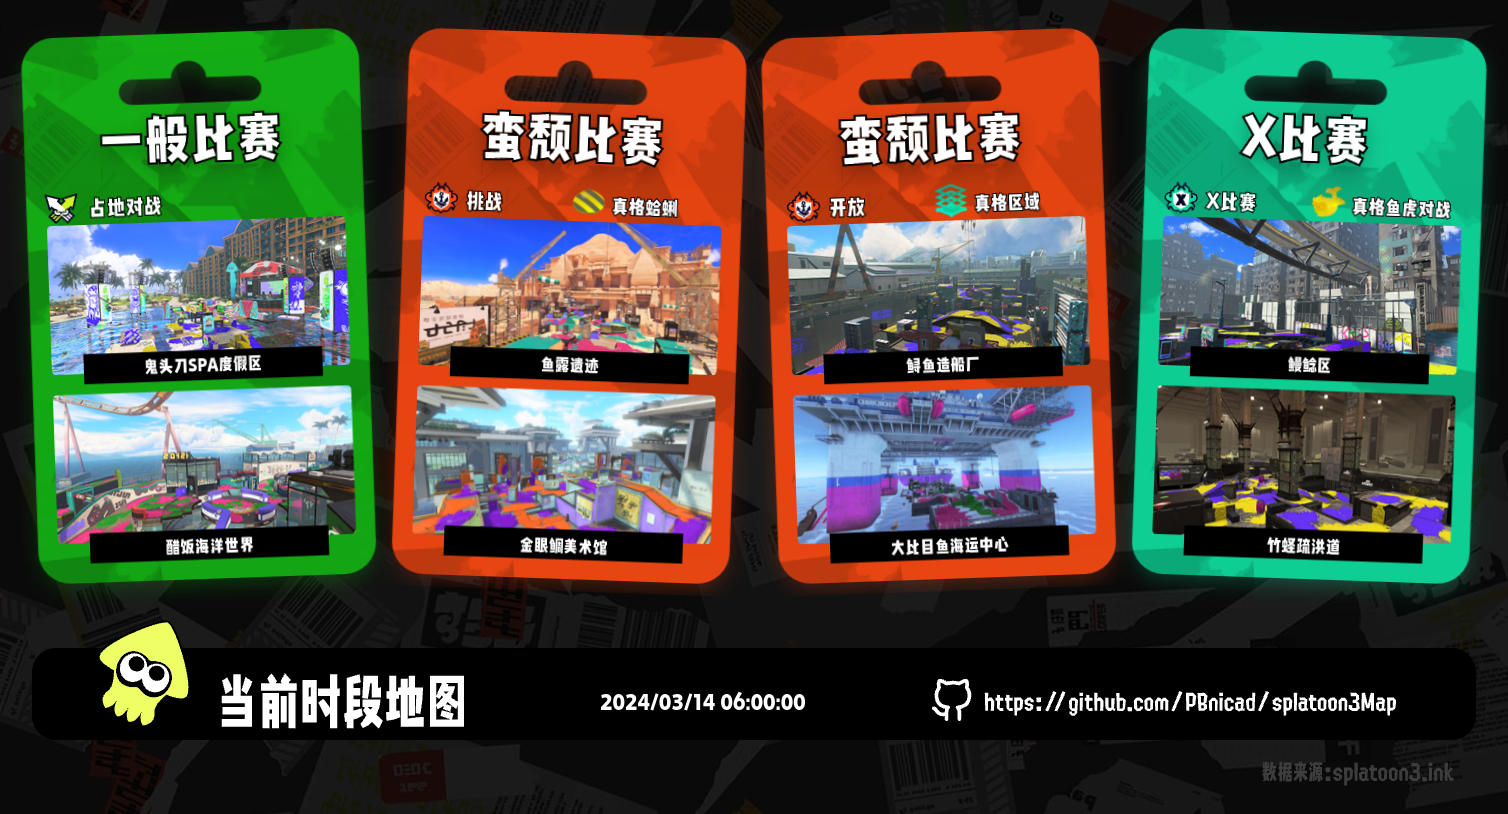 一般比赛
占地对战
鬼头刀SPA度假区
醋饭海洋世界
蛮颓比赛
挑战
真格蛤蜊
鱼露遗迹
金眼鲷美术馆
蛮颓比赛
开放
真格区域
鲟鱼造船厂
大比目鱼海运中心
X比赛
X比赛
真格鱼虎对战
鳗鲶区
竹蛏疏洪道
当前时段地图
2024/03/14 06:00:00
https://github.com/PBnicad/splatoon3Map
数据来源:splatoon3.ink